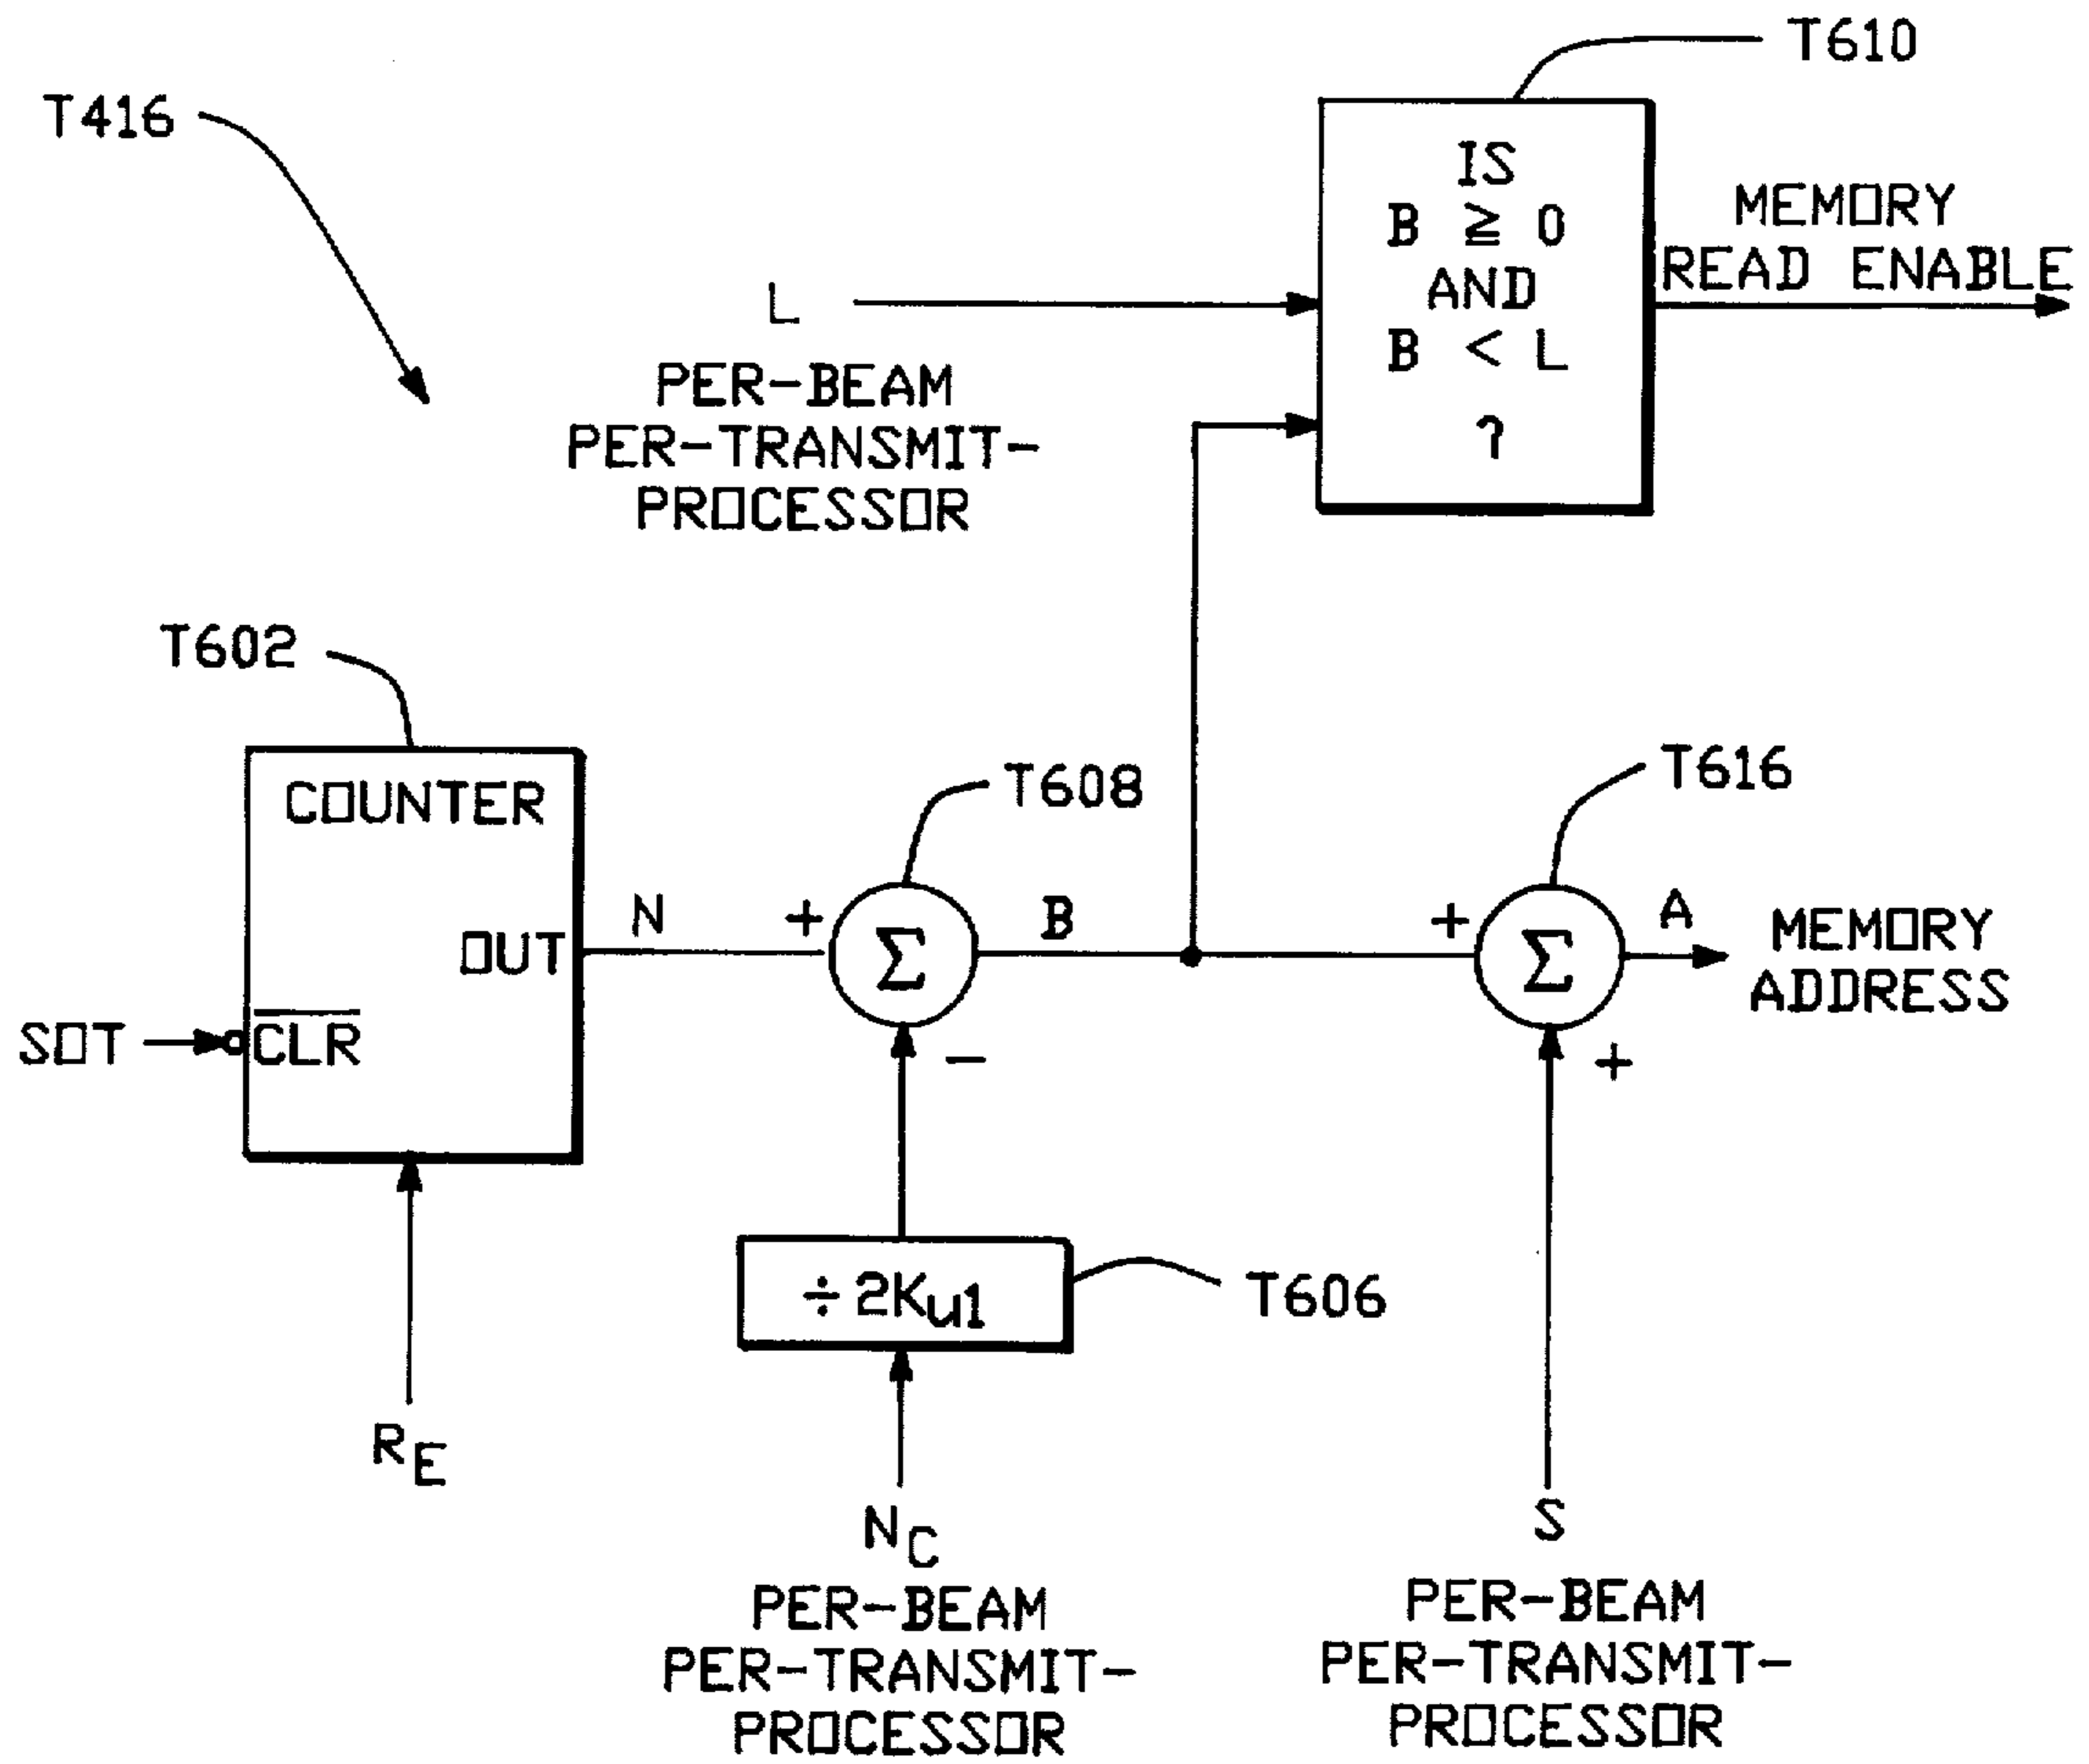 T610
T416
IS
B ≧ 0
AND
B < L
?
MEMORY
READ ENABLE
L
PER-BEAM
PER-TRANSMIT-
PROCESSOR
T602
T608
T616
COUNTER
OUT
SOT
CLR
N
+
Σ
B
−
+
Σ
A
MEMORY
ADDRESS
+
÷ 2Ku1
T606
RE
NC
PER-BEAM
PER-TRANSMIT-
PROCESSOR
S
PER-BEAM
PER-TRANSMIT-
PROCESSOR